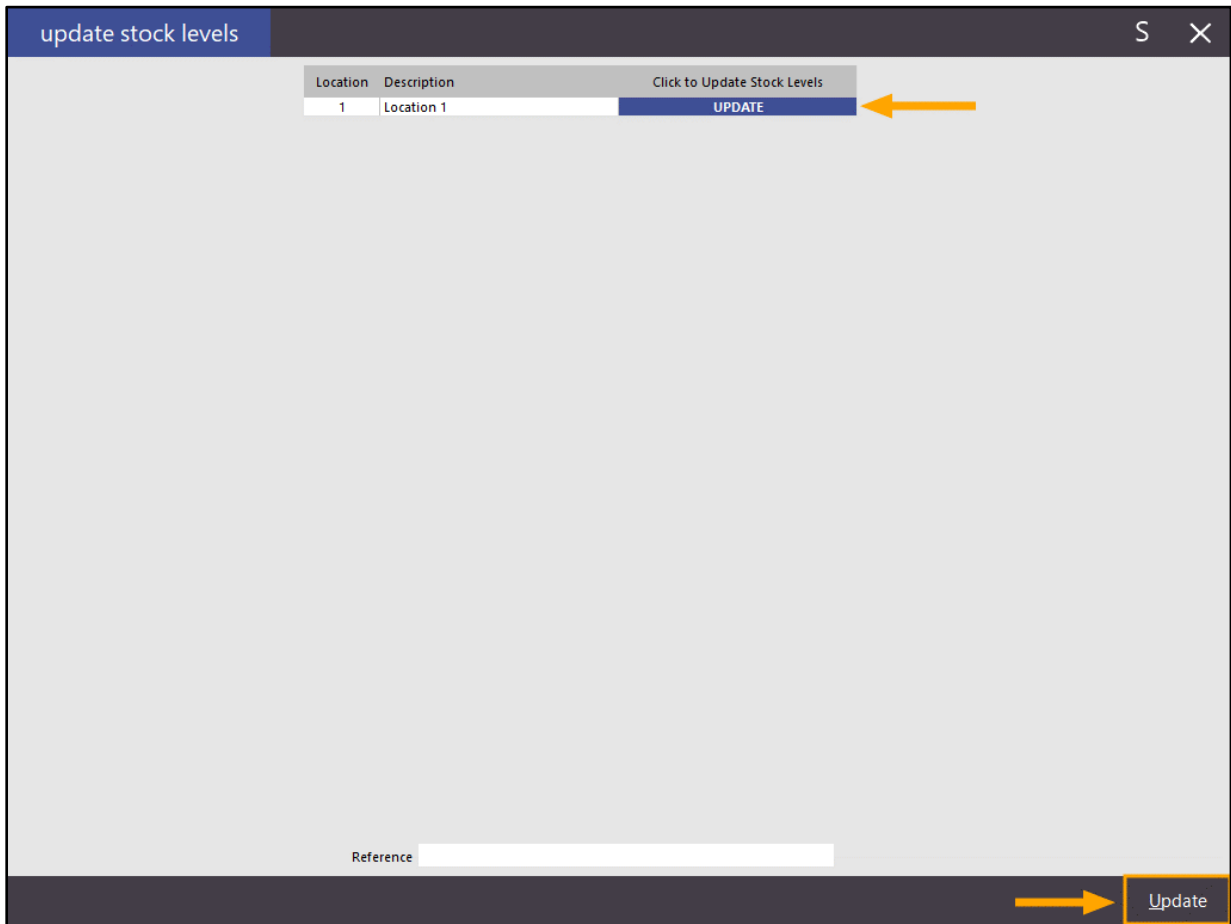 update stock levels S
Location Description Click to Update Stock Levels
1 Location 1 UPDATE
Reference
Update